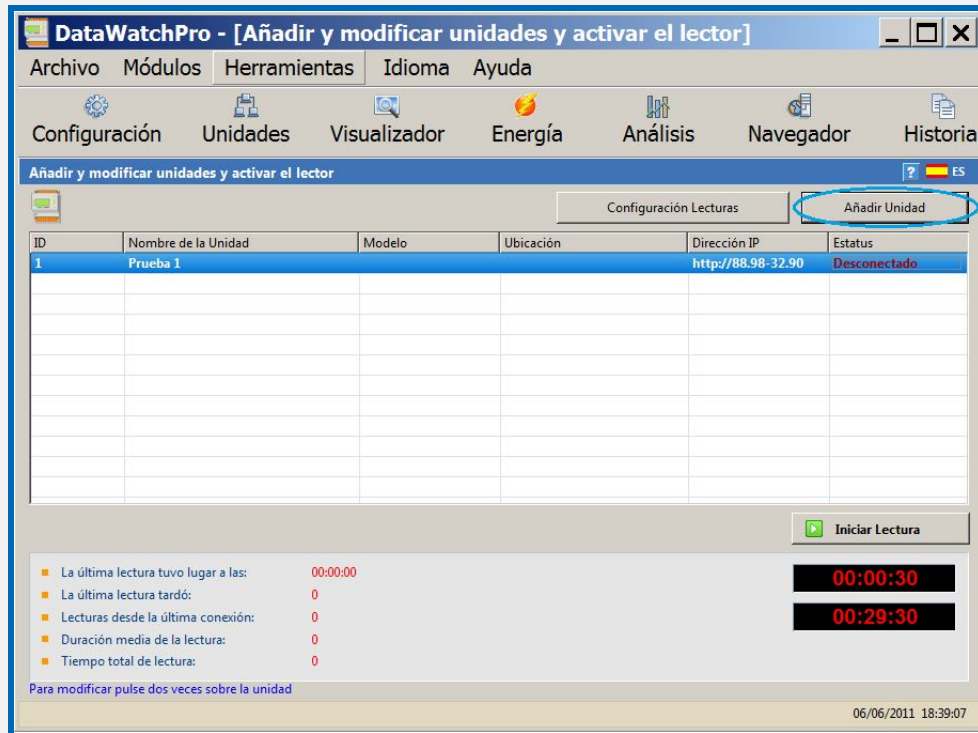 DataWatchPro - [Añadir y modificar unidades y activar el lector]
Archivo Módulos Herramientas Idioma Ayuda
Configuración Unidades Visualizador Energía Análisis Navegador Historia
Añadir y modificar unidades y activar el lector ? ES
Configuración Lecturas Añadir Unidad
ID Nombre de la Unidad Modelo Ubicación Dirección IP Estatus
1 Prueba 1 http://88.98-32.90 Desconectado
Iniciar Lectura
La última lectura tuvo lugar a las: 00:00:00 00:00:30
La última lectura tardó: 0
Lecturas desde la última conexión: 0 00:29:30
Duración media de la lectura: 0
Tiempo total de lectura: 0
Para modificar pulse dos veces sobre la unidad
06/06/2011 18:39:07